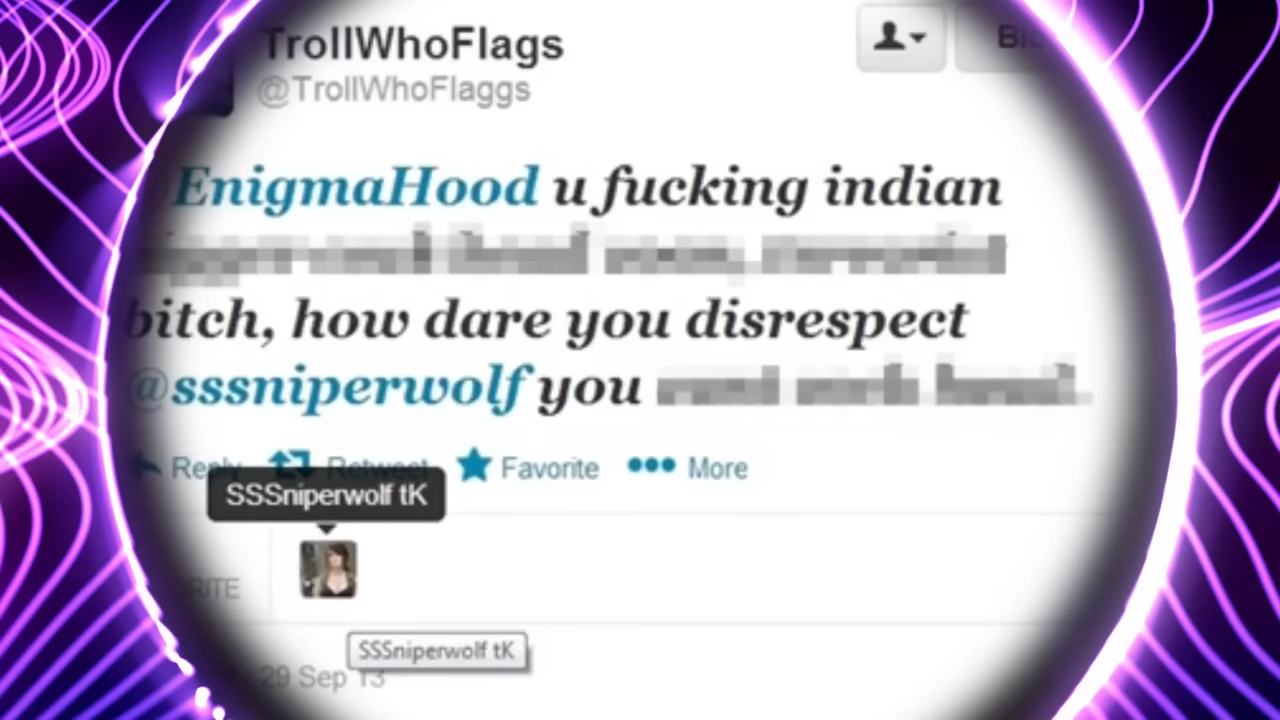 TrollWhoFlags
@TrollWhoFlaggs
EnigmaHood u fucking indian
bitch, how dare you disrespect
@sssniperwolf you
Reply Retweet Favorite More
SSSniperwolf tK
SSSniperwolf tK
29 Sep 13